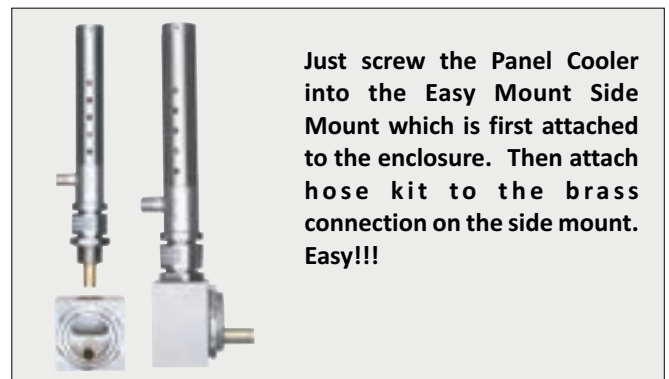 Just screw the Panel Cooler
into the Easy Mount Side
Mount which is first attached
to the enclosure. Then attach
hose kit to the brass
connection on the side mount.
Easy!!!